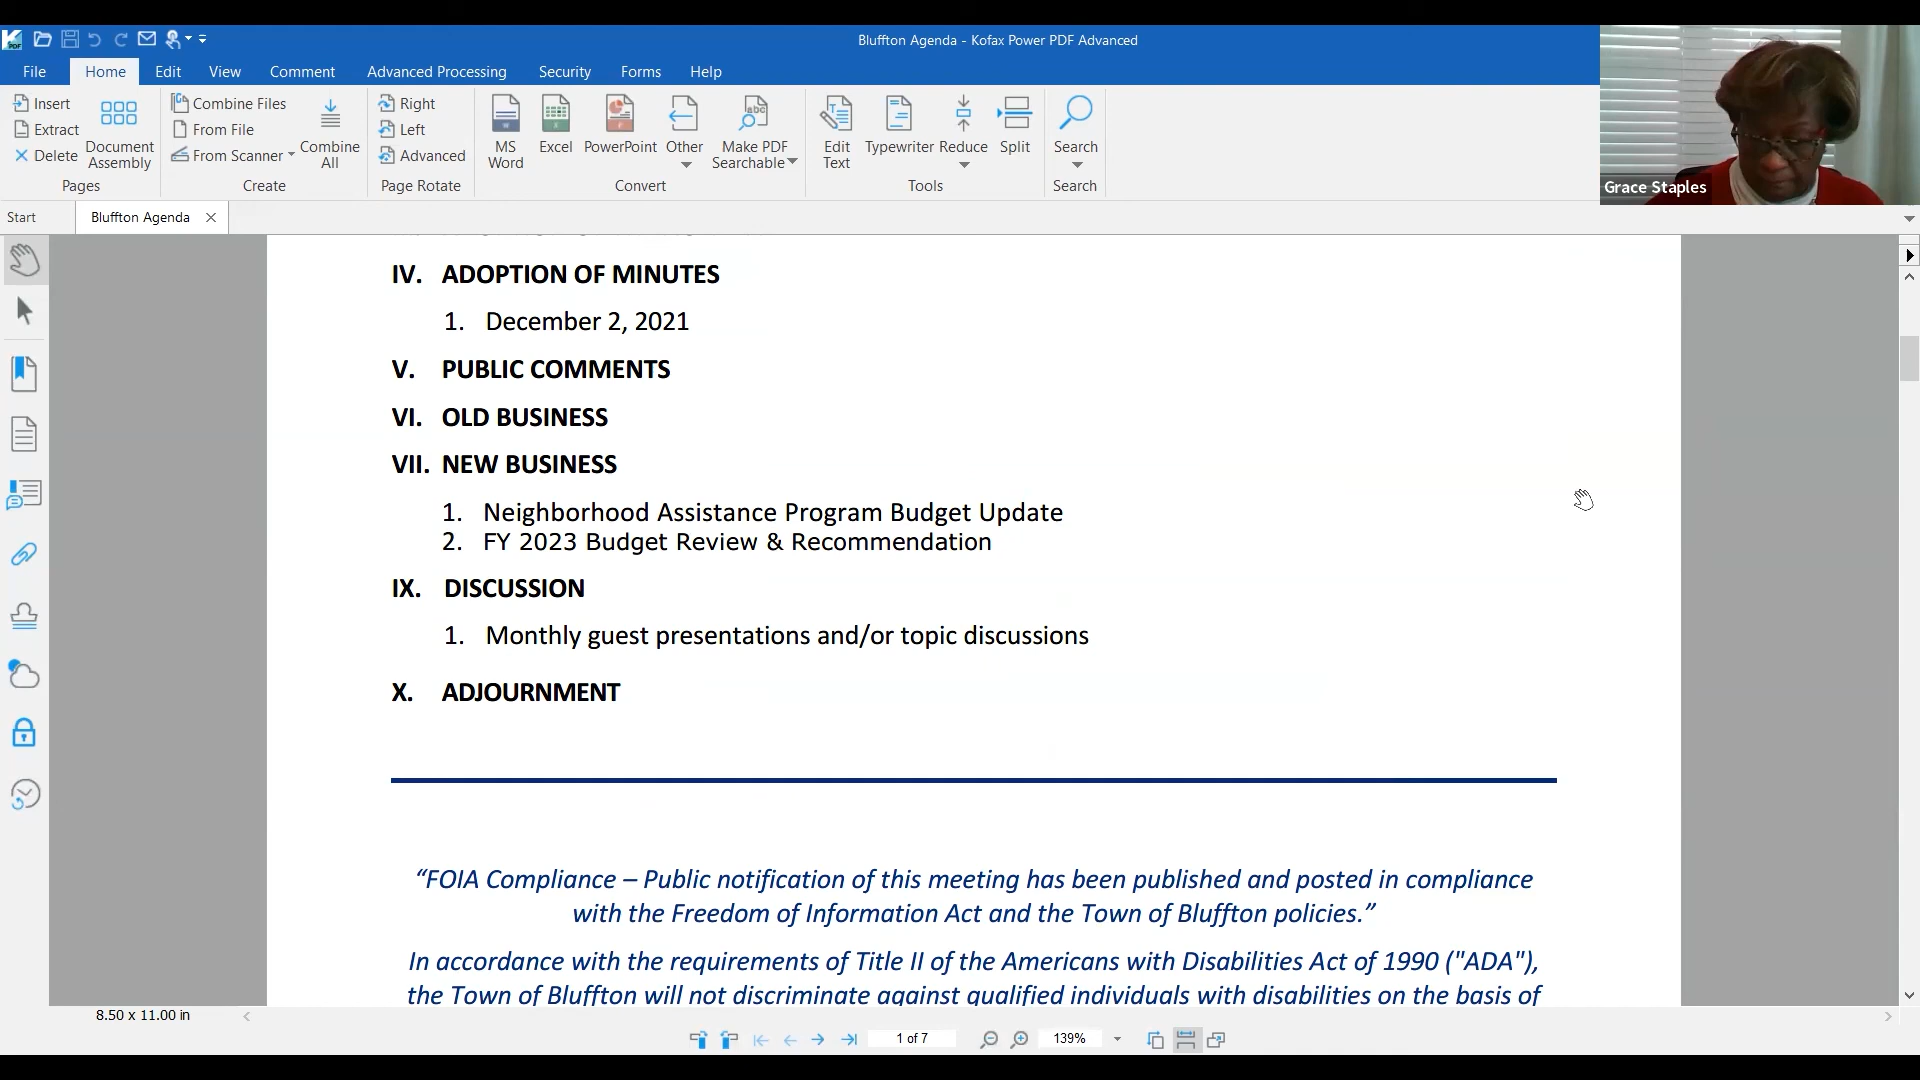 Bluffton Agenda - Kofax Power PDF Advanced
File Home Edit View Comment Advanced Processing Security Forms Help
Insert
Extract
Delete
Document
Assembly
Pages
Combine Files
From File
From Scanner
Combine
All
Create
Right
Left
Advanced
Page Rotate
MS
Word
Excel
PowerPoint
Other
Make PDF
Searchable
Convert
Edit
Text
Typewriter
Reduce
Split
Tools
Search
Search
Grace Staples
Start
Bluffton Agenda
IV. ADOPTION OF MINUTES
1. December 2, 2021
V. PUBLIC COMMENTS
VI. OLD BUSINESS
VII. NEW BUSINESS
1. Neighborhood Assistance Program Budget Update
2. FY 2023 Budget Review & Recommendation
IX. DISCUSSION
1. Monthly guest presentations and/or topic discussions
X. ADJOURNMENT
“FOIA Compliance – Public notification of this meeting has been published and posted in compliance
with the Freedom of Information Act and the Town of Bluffton policies.”
In accordance with the requirements of Title II of the Americans with Disabilities Act of 1990 ("ADA"),
the Town of Bluffton will not discriminate against qualified individuals with disabilities on the basis of
8.50 x 11.00 in
1 of 7
139%